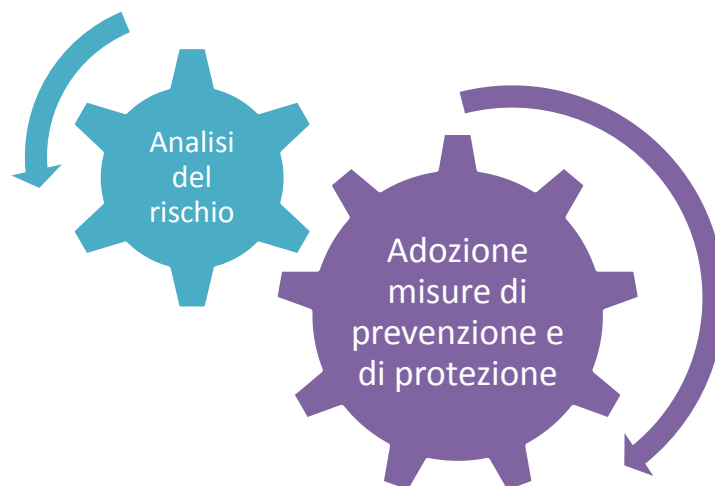 Analisi
del
rischio
Adozione
misure di
prevenzione e
di protezione